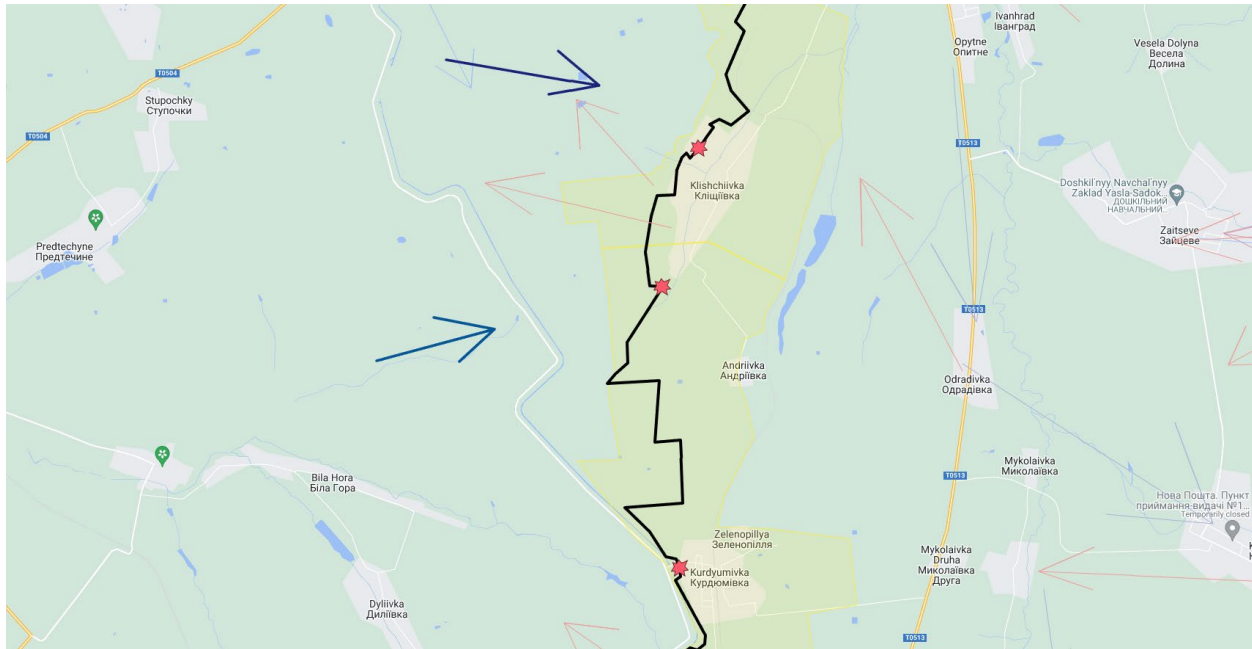 Ivanhrad
Іванград
Opytne
Опитне
Vesela Dolyna
Весела
Долина
T0504
Stupochky
Ступочки
T0504
T0513
Klishchiivka
Кліщіївка
Doshkil'nyy Navchal'nyy
Zaklad Yasla-Sadok...
ДОШКІЛЬНИЙ
НАВЧАЛЬНИЙ...
Zaitseve
Зайцеве
Predtechyne
Предтечине
T0513
Andriivka
Андріївка
Odradivka
Одрадівка
Bila Hora
Біла Гора
Mykolaivka
Миколаївка
T0513
Нова Пошта. Пункт
приймання-видачі №1...
Temporarily closed
Zelenopillya
Зеленопілля
Mykolaivka
Druha
Миколаївка
Друга
Kurdyumivka
Курдюмівка
Dyliivka
Диліївка
T0513